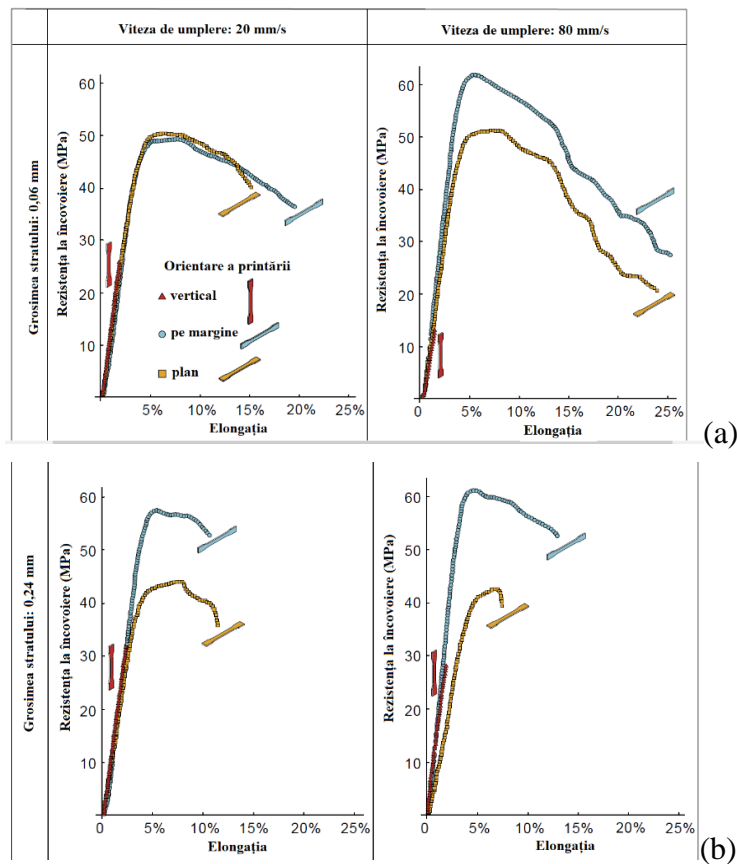 Viteza de umplere: 20 mm/s
Viteza de umplere: 80 mm/s
Grosimea stratului: 0,06 mm
Rezistența la încovoiere (MPa)
60
50
40
30
20
10
0
5%
10%
15%
20%
25%
Elongația
Orientare a printării
vertical
pe margine
plan
Rezistența la încovoiere (MPa)
60
50
40
30
20
10
0
5%
10%
15%
20%
25%
Elongația
(a)
Grosimea stratului: 0,24 mm
Rezistența la încovoiere (MPa)
60
50
40
30
20
10
0
5%
10%
15%
20%
25%
Elongația
Rezistența la încovoiere (MPa)
60
50
40
30
20
10
0
5%
10%
15%
20%
25%
Elongația
(b)